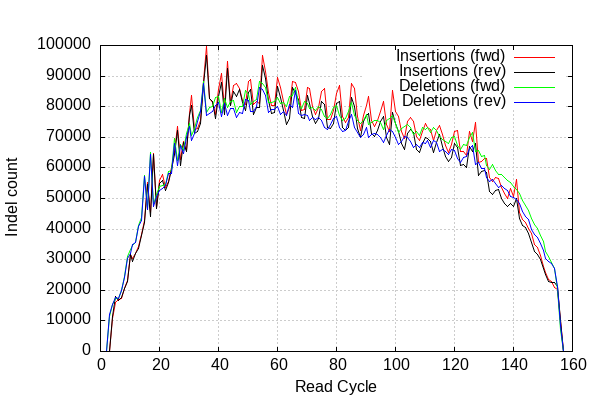 100000
90000
80000
70000
60000
50000
40000
30000
20000
10000
0
Indel count
Insertions (fwd)
Insertions (rev)
Deletions (fwd)
Deletions (rev)
0 20 40 60 80 100 120 140 160
Read Cycle